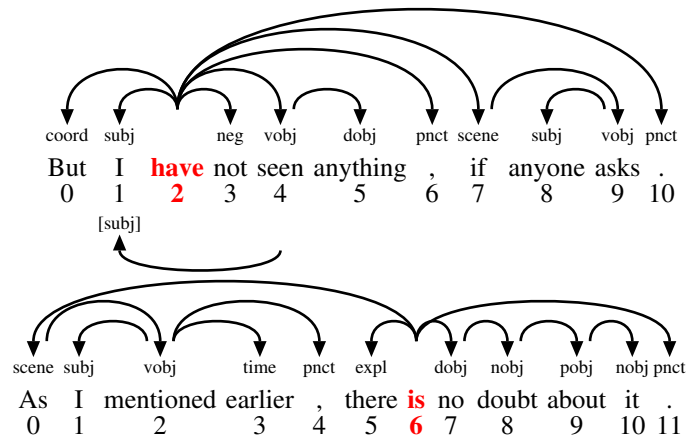 coord subj neg vobj dobj pnct scene subj vobj pnct
But I have not seen anything , if anyone asks .
0 1 2 3 4 5 6 7 8 9 10
[subj]
scene subj vobj time pnct expl dobj nobj pobj nobj pnct
As I mentioned earlier , there is no doubt about it .
0 1 2 3 4 5 6 7 8 9 10 11